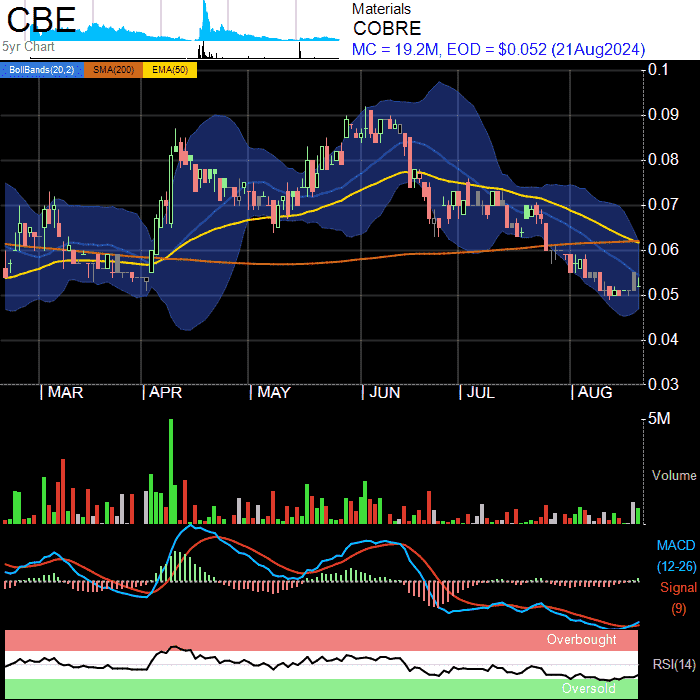 CBE
5yr Chart
Materials
COBRE
MC = 19.2M, EOD = $0.052 (21Aug2024)
BollBands(20,2) SMA(200) EMA(50)
0.1
0.09
0.08
0.07
0.06
0.05
0.04
0.03
MAR APR MAY JUN JUL AUG
5M
Volume
MACD
(12-26)
Signal
(9)
Overbought
RSI(14)
Oversold